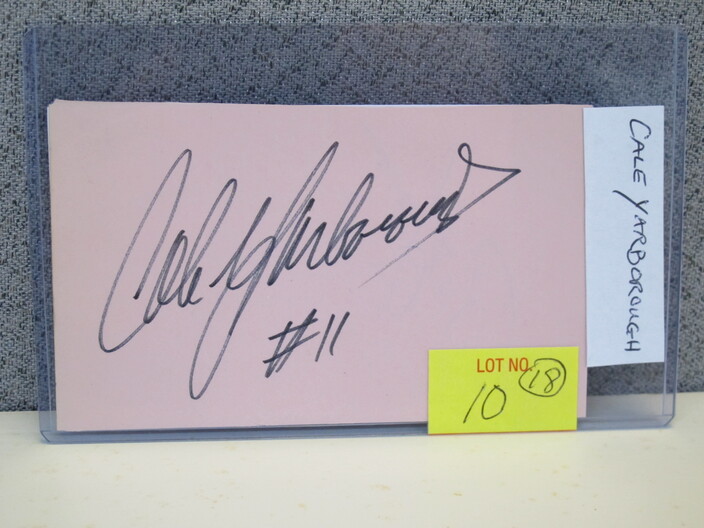 Cale Yarborough
#11
CALE YARBOROUGH
LOT NO.
10 18